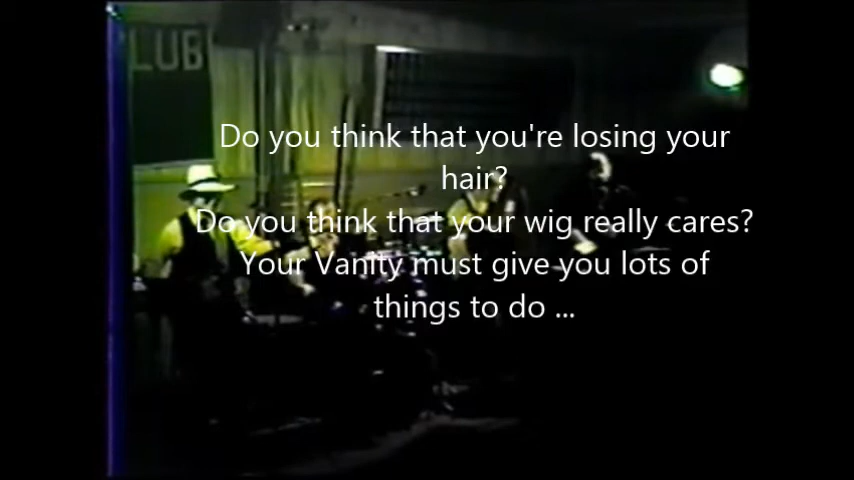 LUB
Do you think that you're losing your
hair?
Do you think that your wig really cares?
Your Vanity must give you lots of
things to do ...